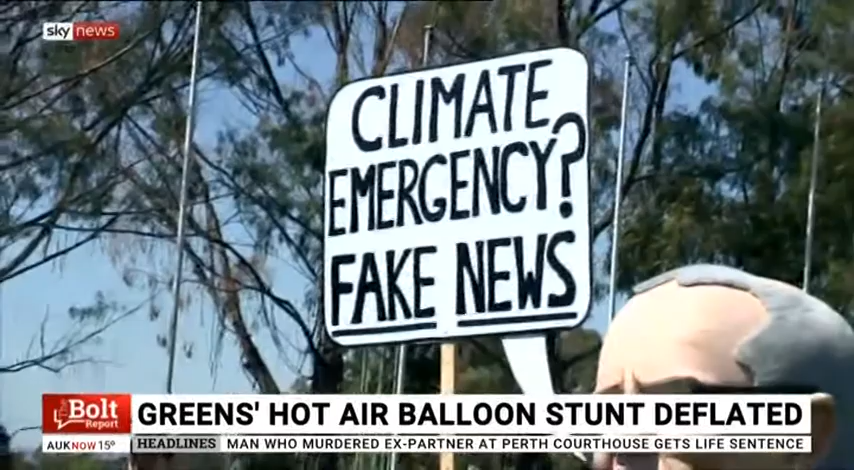 sky news
CLIMATE
EMERGENCY?
FAKE NEWS
The Bolt
Report
GREENS' HOT AIR BALLOON STUNT DEFLATED
AUK NOW 15°
HEADLINES MAN WHO MURDERED EX-PARTNER AT PERTH COURTHOUSE GETS LIFE SENTENCE